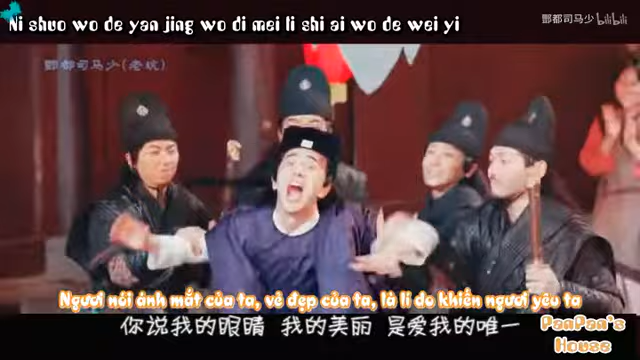 Ni shuo wo de yan jing wo di mei li shi ai wo de wei yi
酆都司马少 bilibili
酆都司马少(老坑)
Ngươi nói ánh mắt của ta, vẻ đẹp của ta, là lí do khiến ngươi yêu ta
你说我的眼睛 我的美丽 是爱我的唯一
PanPan's
House